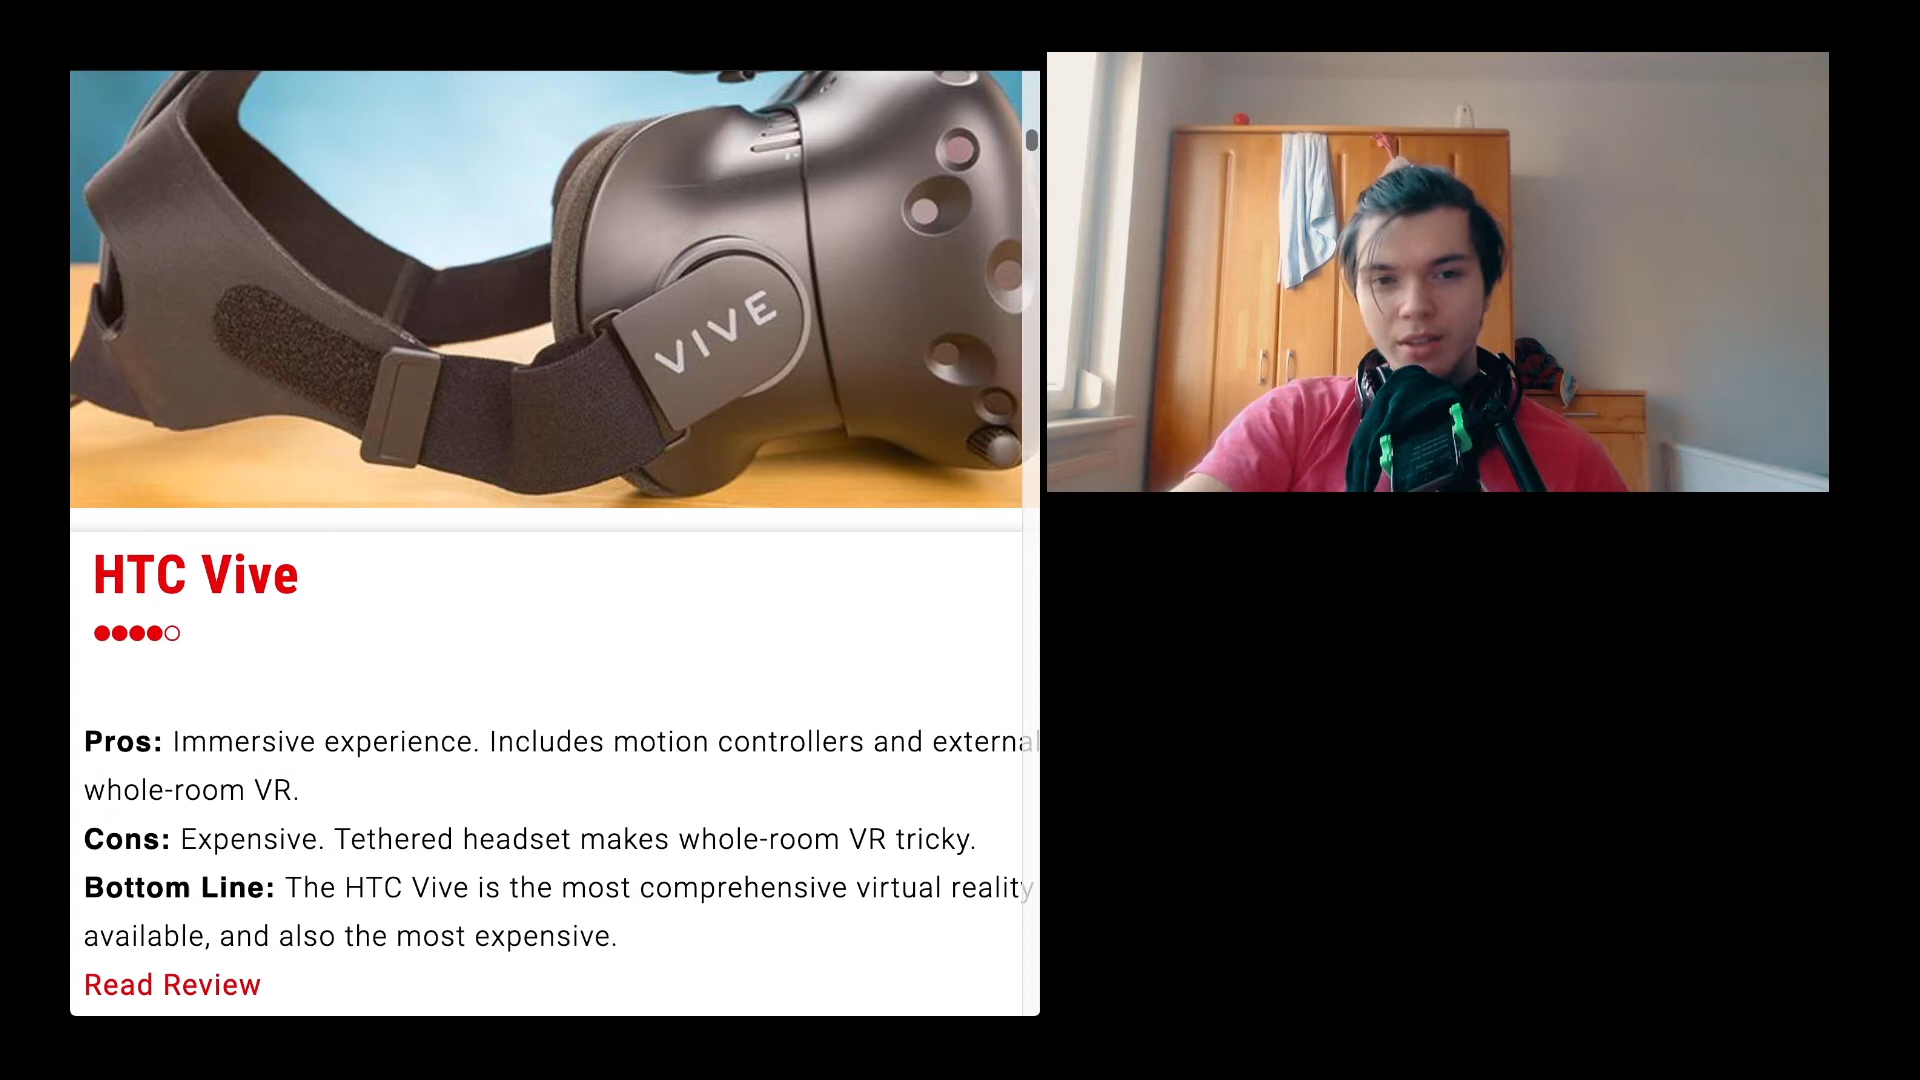 VIVE
HTC Vive
Pros: Immersive experience. Includes motion controllers and external
whole-room VR.
Cons: Expensive. Tethered headset makes whole-room VR tricky.
Bottom Line: The HTC Vive is the most comprehensive virtual reality
available, and also the most expensive.
Read Review